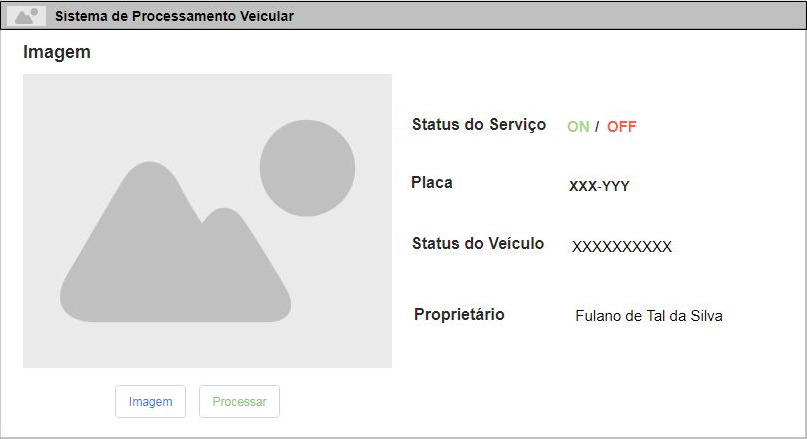 Sistema de Processamento Veicular
Imagem
Status do Serviço ON / OFF
Placa XXX-YYY
Status do Veículo XXXXXXXXXX
Proprietário Fulano de Tal da Silva
Imagem Processar